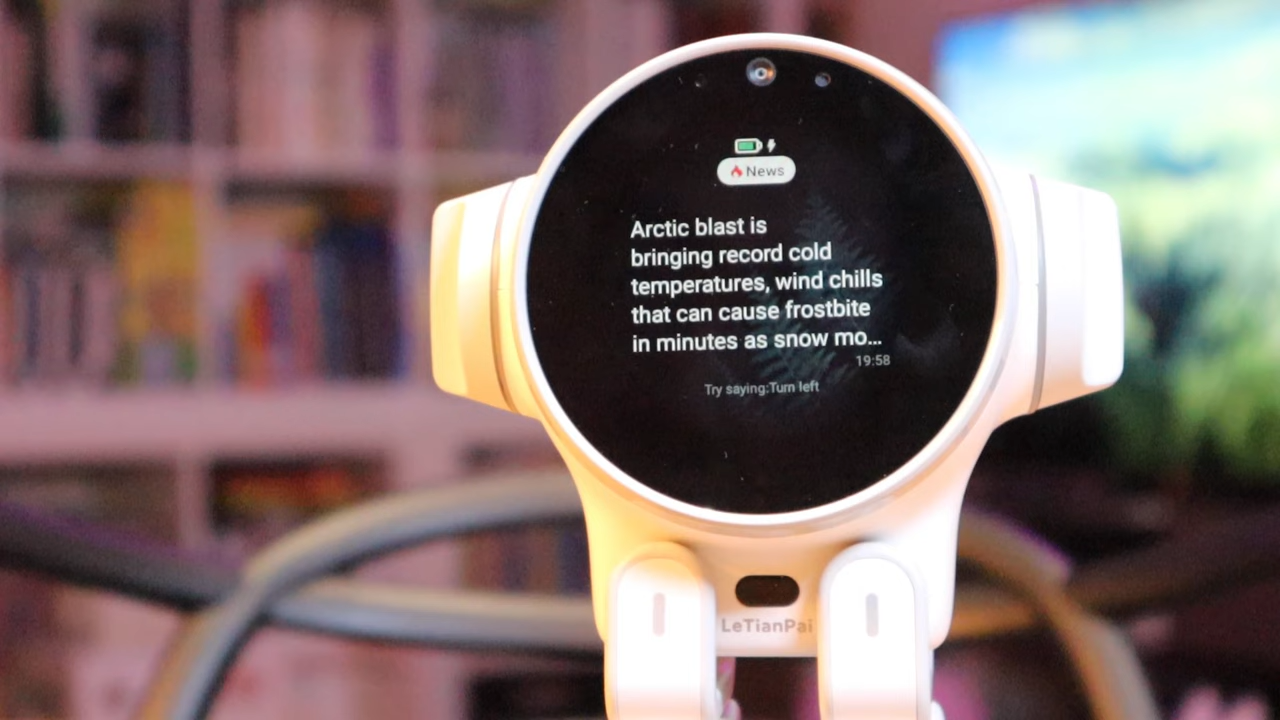 News
Arctic blast is
bringing record cold
temperatures, wind chills
that can cause frostbite
in minutes as snow mo...
19:58
Try saying:Turn left
LeTianPai